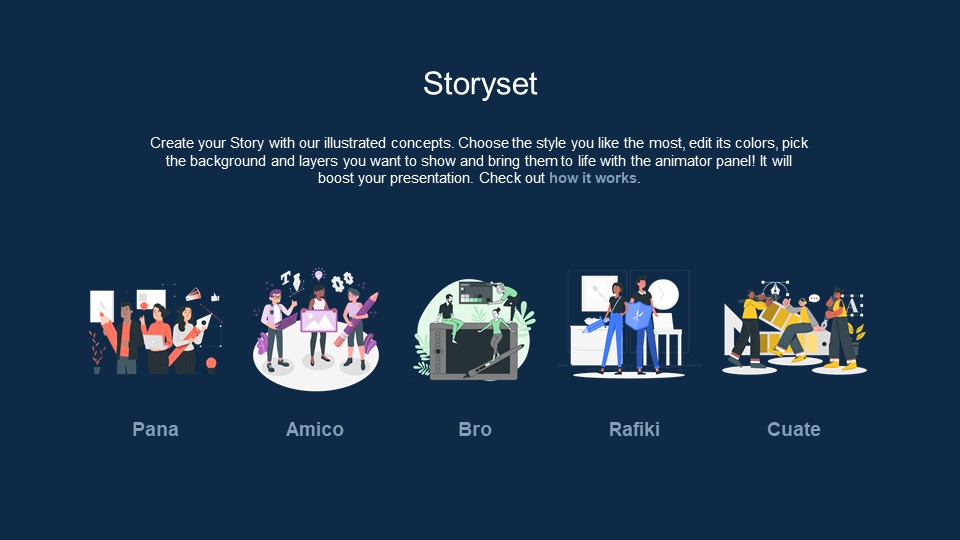 Storyset
Create your Story with our illustrated concepts. Choose the style you like the most, edit its colors, pick
the background and layers you want to show and bring them to life with the animator panel! It will
boost your presentation. Check out how it works.
Pana
Amico
Bro
Rafiki
Cuate